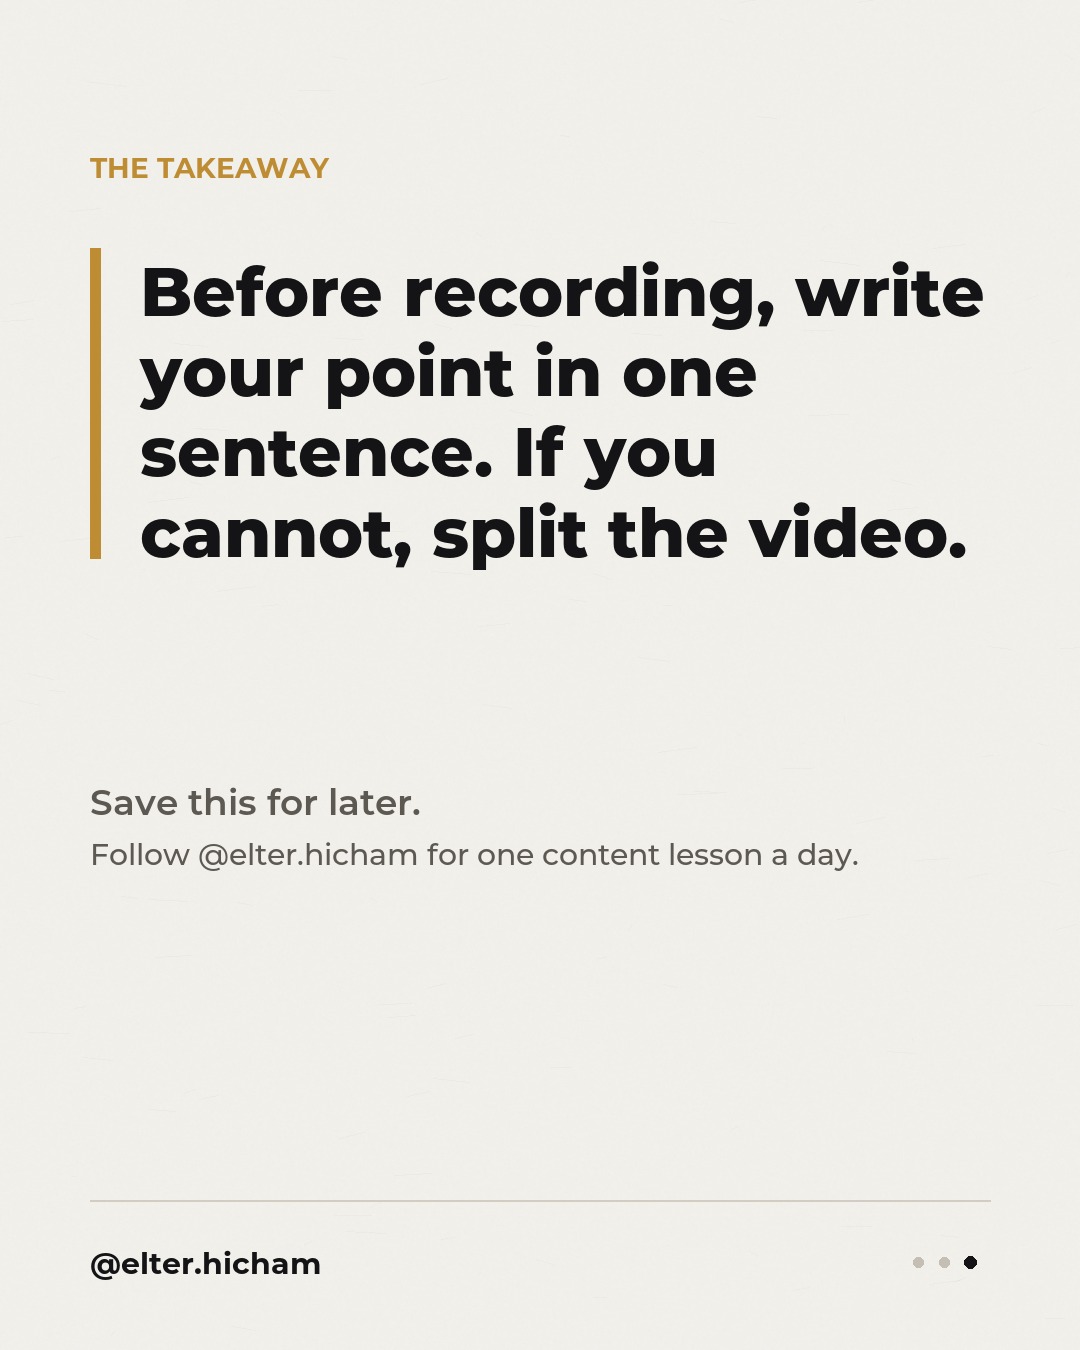 THE TAKEAWAY
Before recording, write
your point in one
sentence. If you
cannot, split the video.
Save this for later.
Follow @elter.hicham for one content lesson a day.
@elter.hicham